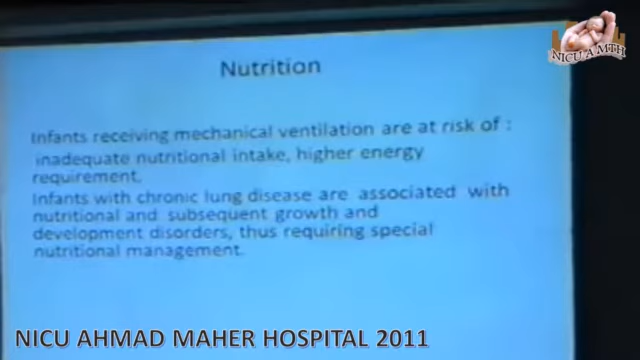 NICU A MTH
Nutrition
Infants receiving mechanical ventilation are at risk of :
inadequate nutritional intake, higher energy
requirement.
Infants with chronic lung disease are associated with
nutritional and subsequent growth and
development disorders, thus requiring special
nutritional management.
NICU AHMAD MAHER HOSPITAL 2011